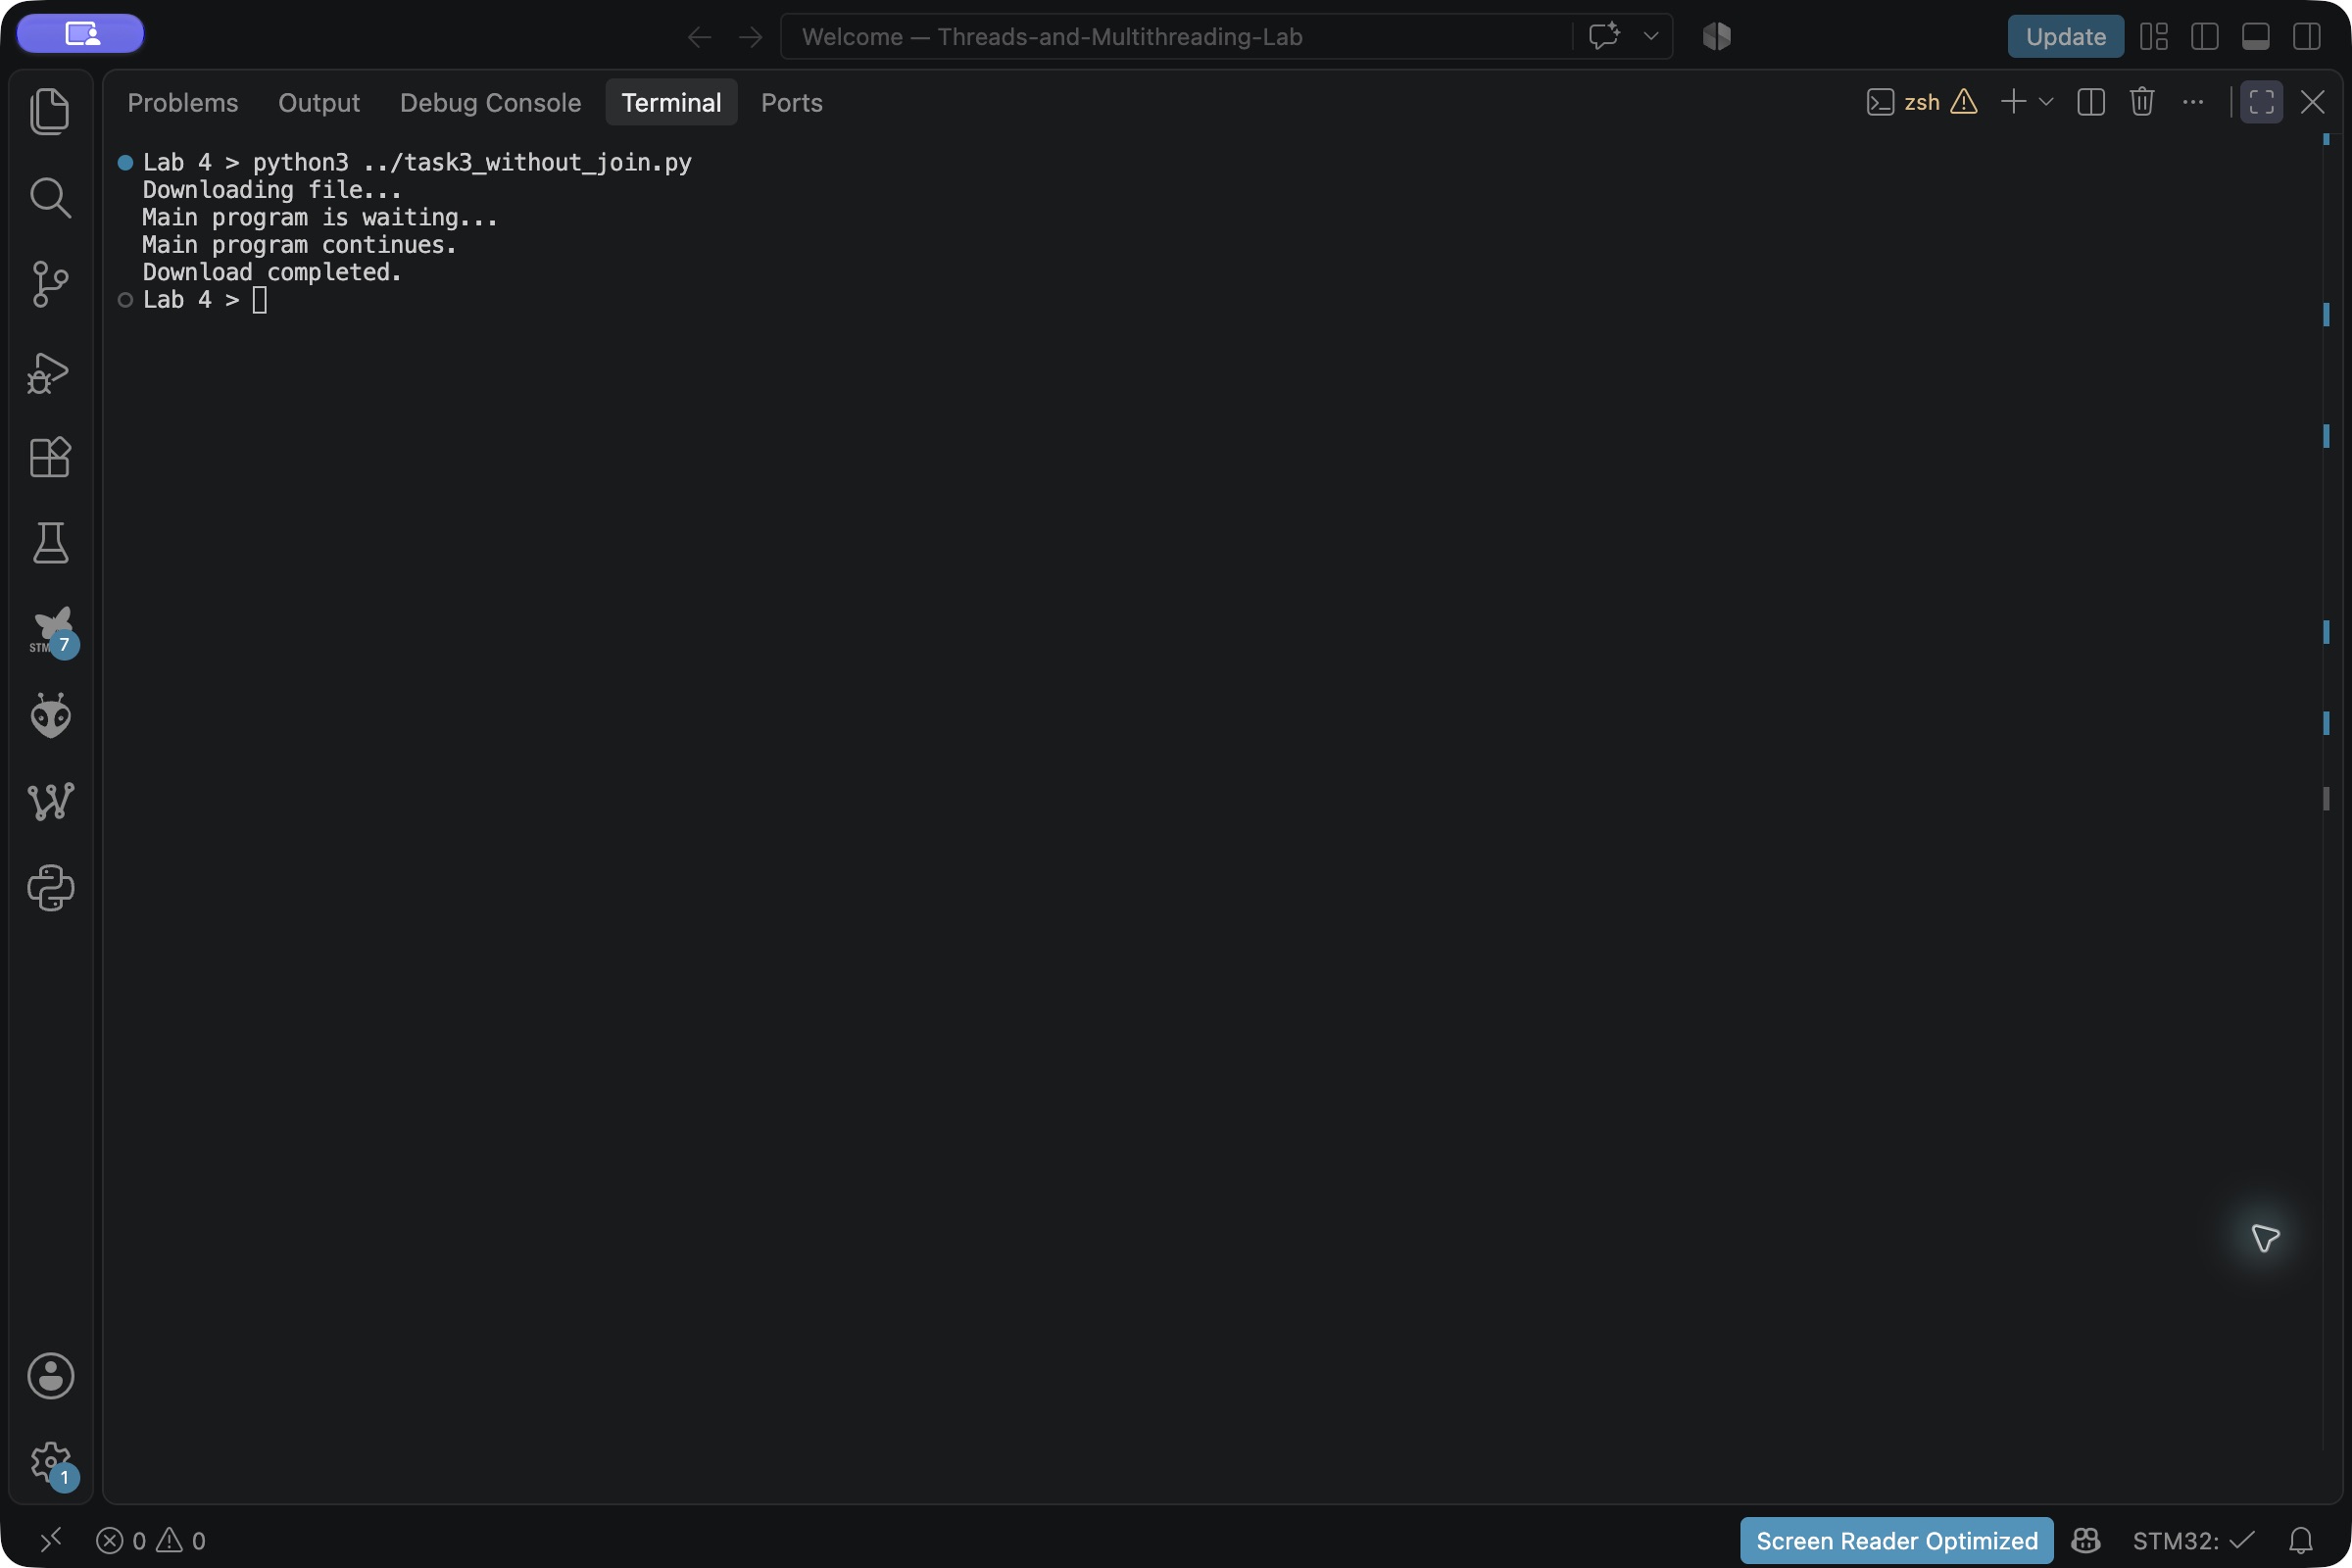 Welcome — Threads-and-Multithreading-Lab
Update
Problems Output Debug Console Terminal Ports
zsh
Lab 4 > python3 ../task3_without_join.py
Downloading file...
Main program is waiting...
Main program continues.
Download completed.
Lab 4 >
STM 7
1
0 0
Screen Reader Optimized
STM32: